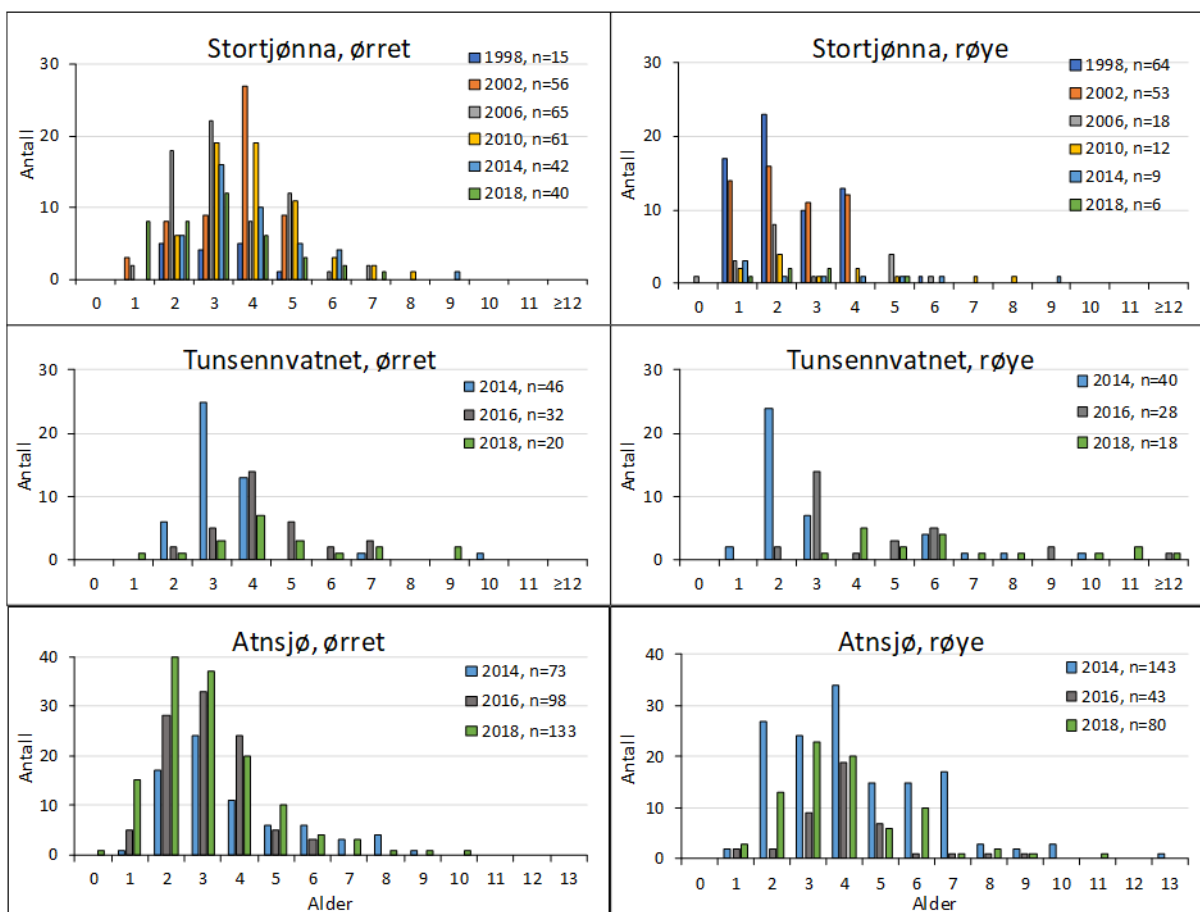 Stortjønna, ørret
1998, n=15
2002, n=56
2006, n=65
2010, n=61
2014, n=42
2018, n=40
Antall
30
20
10
0
0 1 2 3 4 5 6 7 8 9 10 11 ≥12
Stortjønna, røye
1998, n=64
2002, n=53
2006, n=18
2010, n=12
2014, n=9
2018, n=6
Antall
30
20
10
0
0 1 2 3 4 5 6 7 8 9 10 11 ≥12
Tunsennvatnet, ørret
2014, n=46
2016, n=32
2018, n=20
Antall
30
20
10
0
0 1 2 3 4 5 6 7 8 9 10 11 ≥12
Tunsennvatnet, røye
2014, n=40
2016, n=28
2018, n=18
Antall
30
20
10
0
0 1 2 3 4 5 6 7 8 9 10 11 ≥12
Atnsjø, ørret
2014, n=73
2016, n=98
2018, n=133
Antall
40
30
20
10
0
0 1 2 3 4 5 6 7 8 9 10 11 12 13
Alder
Atnsjø, røye
2014, n=143
2016, n=43
2018, n=80
Antall
40
30
20
10
0
0 1 2 3 4 5 6 7 8 9 10 11 12 13
Alder